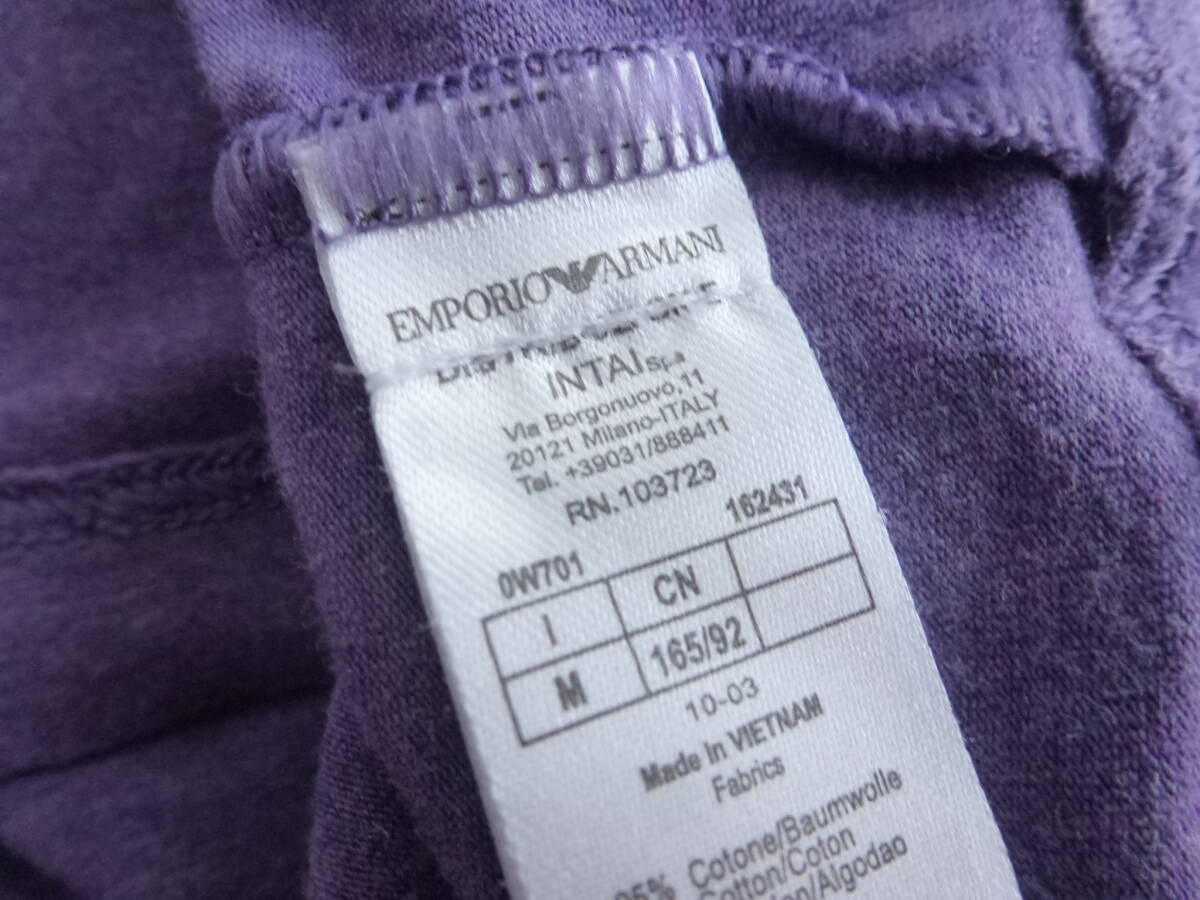 EMPORIO ARMANI
INTAI S.p.a
Via Borgonuovo,11
20121 Milano-ITALY
Tel. +39031/888411
RN.103723
0W701 162431
I CN
M 165/92
10-03
Made In VIETNAM
Fabrics
Cotone/Baumwolle
Cotton/Coton
/Algodao